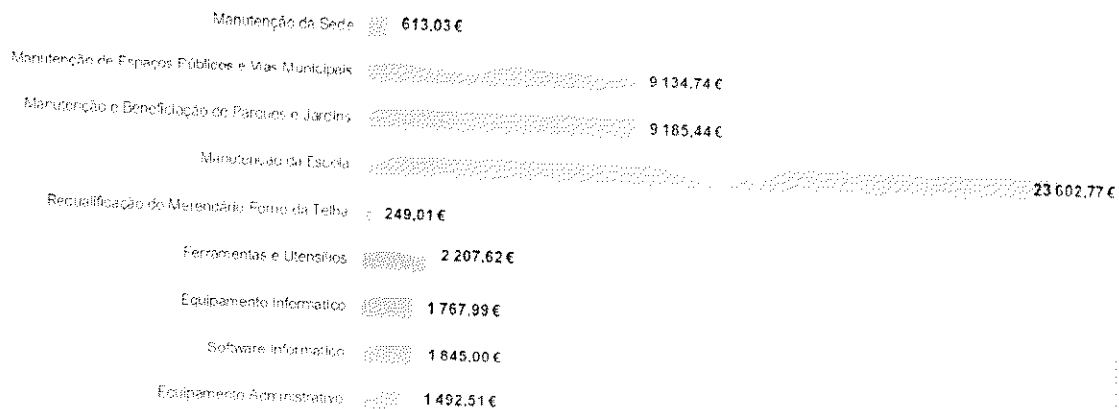 Manutenção da Sede 613,03 €
Manutenção de Espaços Públicos e Vias Municipais 9 134,74 €
Manutenção e Beneficiação de Parques e Jardins 9 185,44 €
Manutenção da Escola 23 602,77 €
Requalificação do Merendário Forno da Telha 249,01 €
Ferramentas e Utensílios 2 207,62 €
Equipamento Informatico 1 767,99 €
Software Informatico 1 845,00 €
Equipamento Administrativo 1 492,51 €